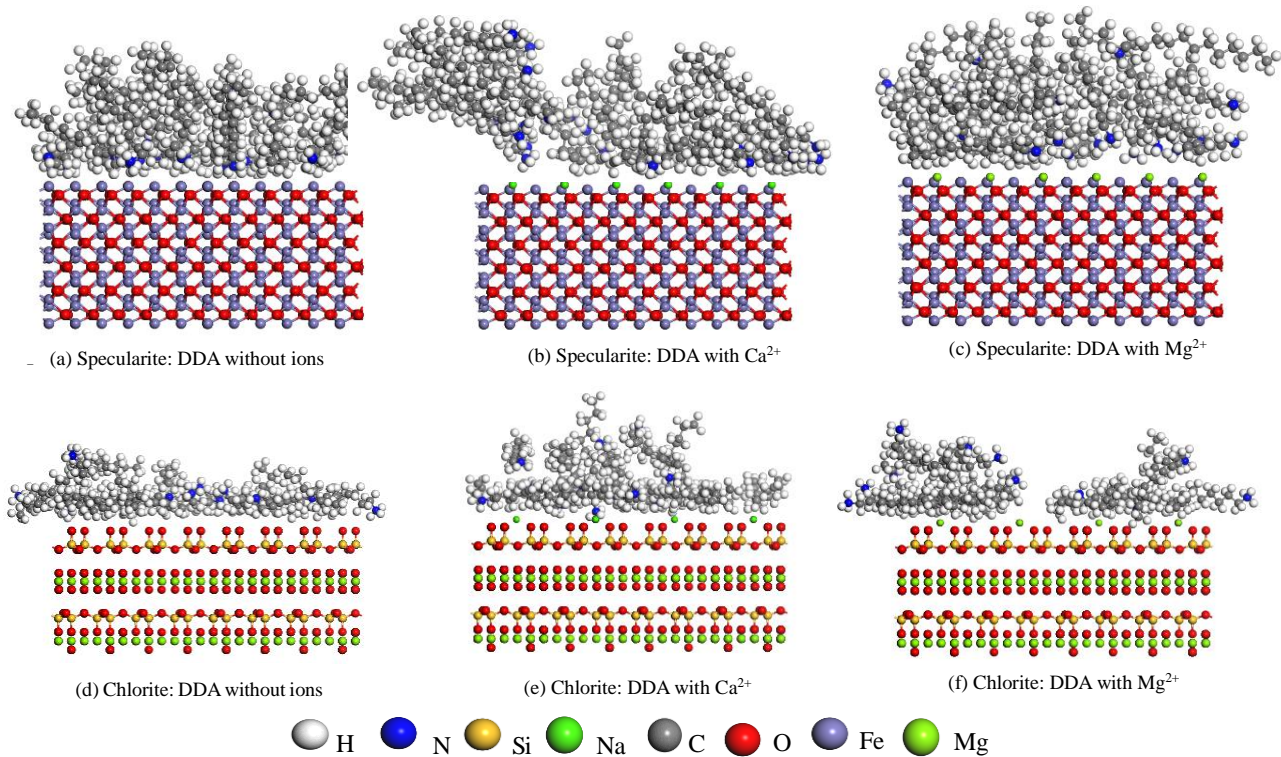 (a) Specularite: DDA without ions
(b) Specularite: DDA with Ca²⁺
(c) Specularite: DDA with Mg²⁺
(d) Chlorite: DDA without ions
(e) Chlorite: DDA with Ca²⁺
(f) Chlorite: DDA with Mg²⁺
H N Si Na C O Fe Mg